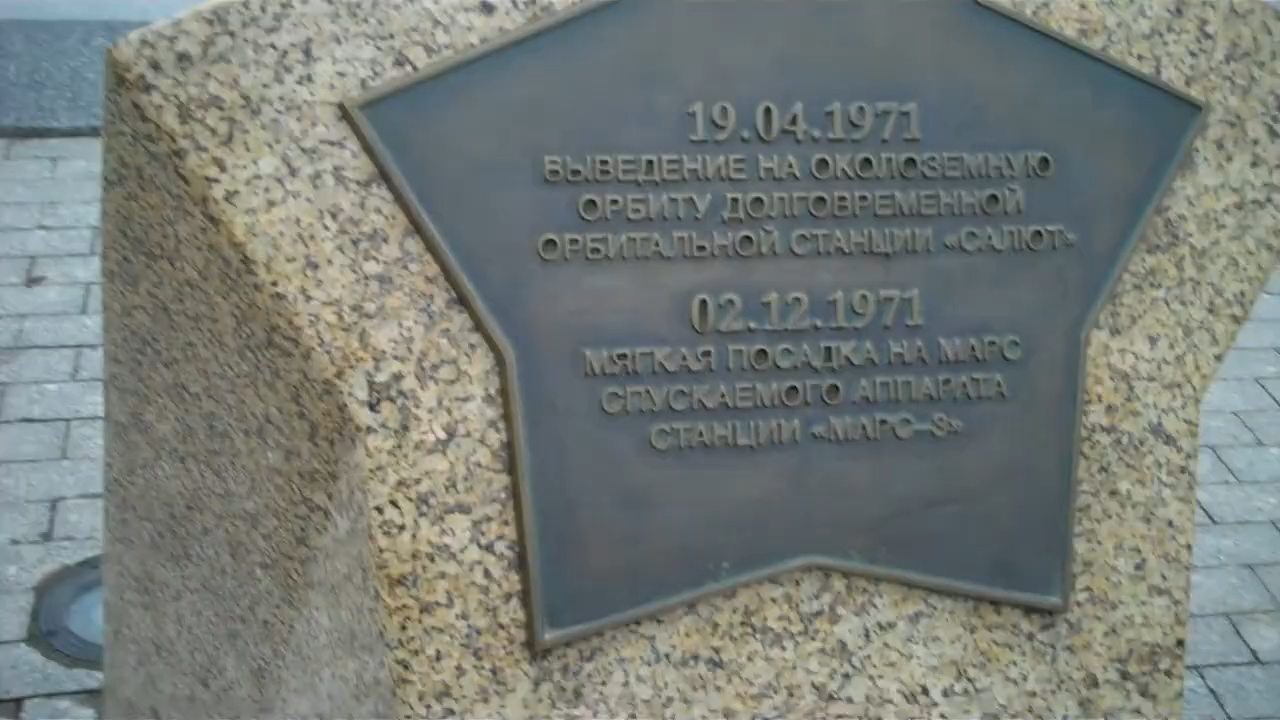 19.04.1971
ВЫВЕДЕНИЕ НА ОКОЛОЗЕМНУЮ
ОРБИТУ ДОЛГОВРЕМЕННОЙ
ОРБИТАЛЬНОЙ СТАНЦИИ «САЛЮТ»
02.12.1971
МЯГКАЯ ПОСАДКА НА МАРС
СПУСКАЕМОГО АППАРАТА
СТАНЦИИ «МАРС-3»